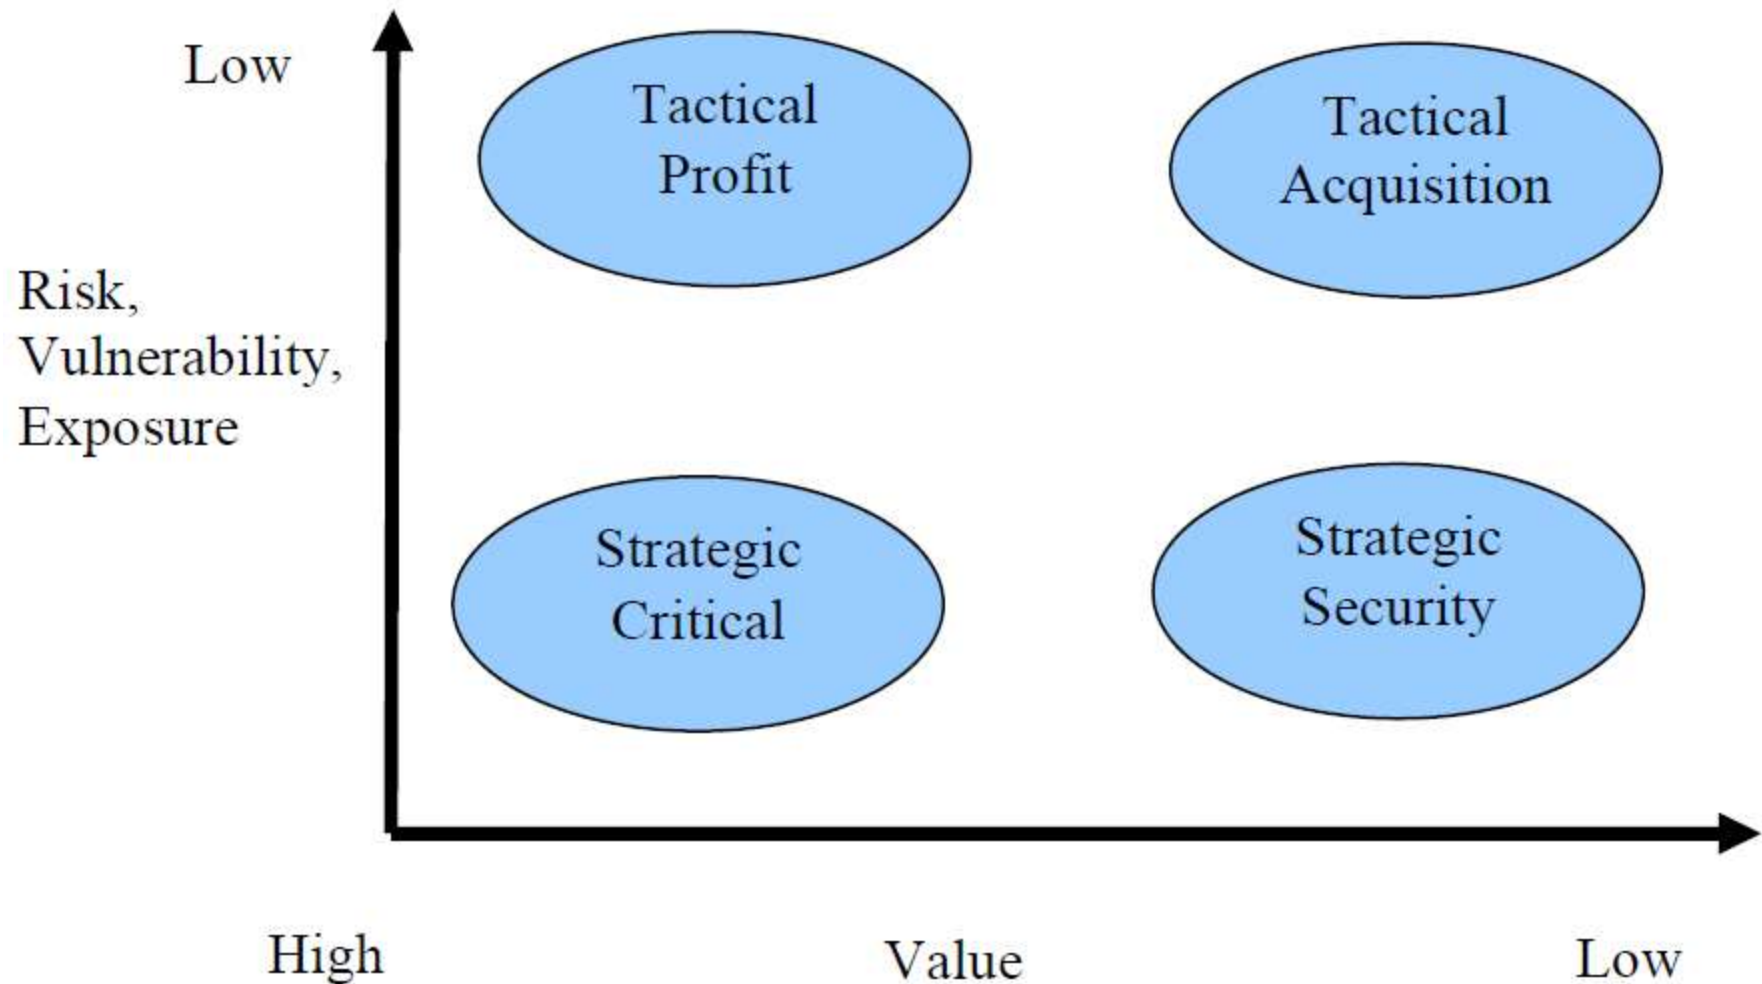 Low
Tactical
Profit
Tactical
Acquisition
Risk,
Vulnerability,
Exposure
Strategic
Critical
Strategic
Security
High
Value
Low